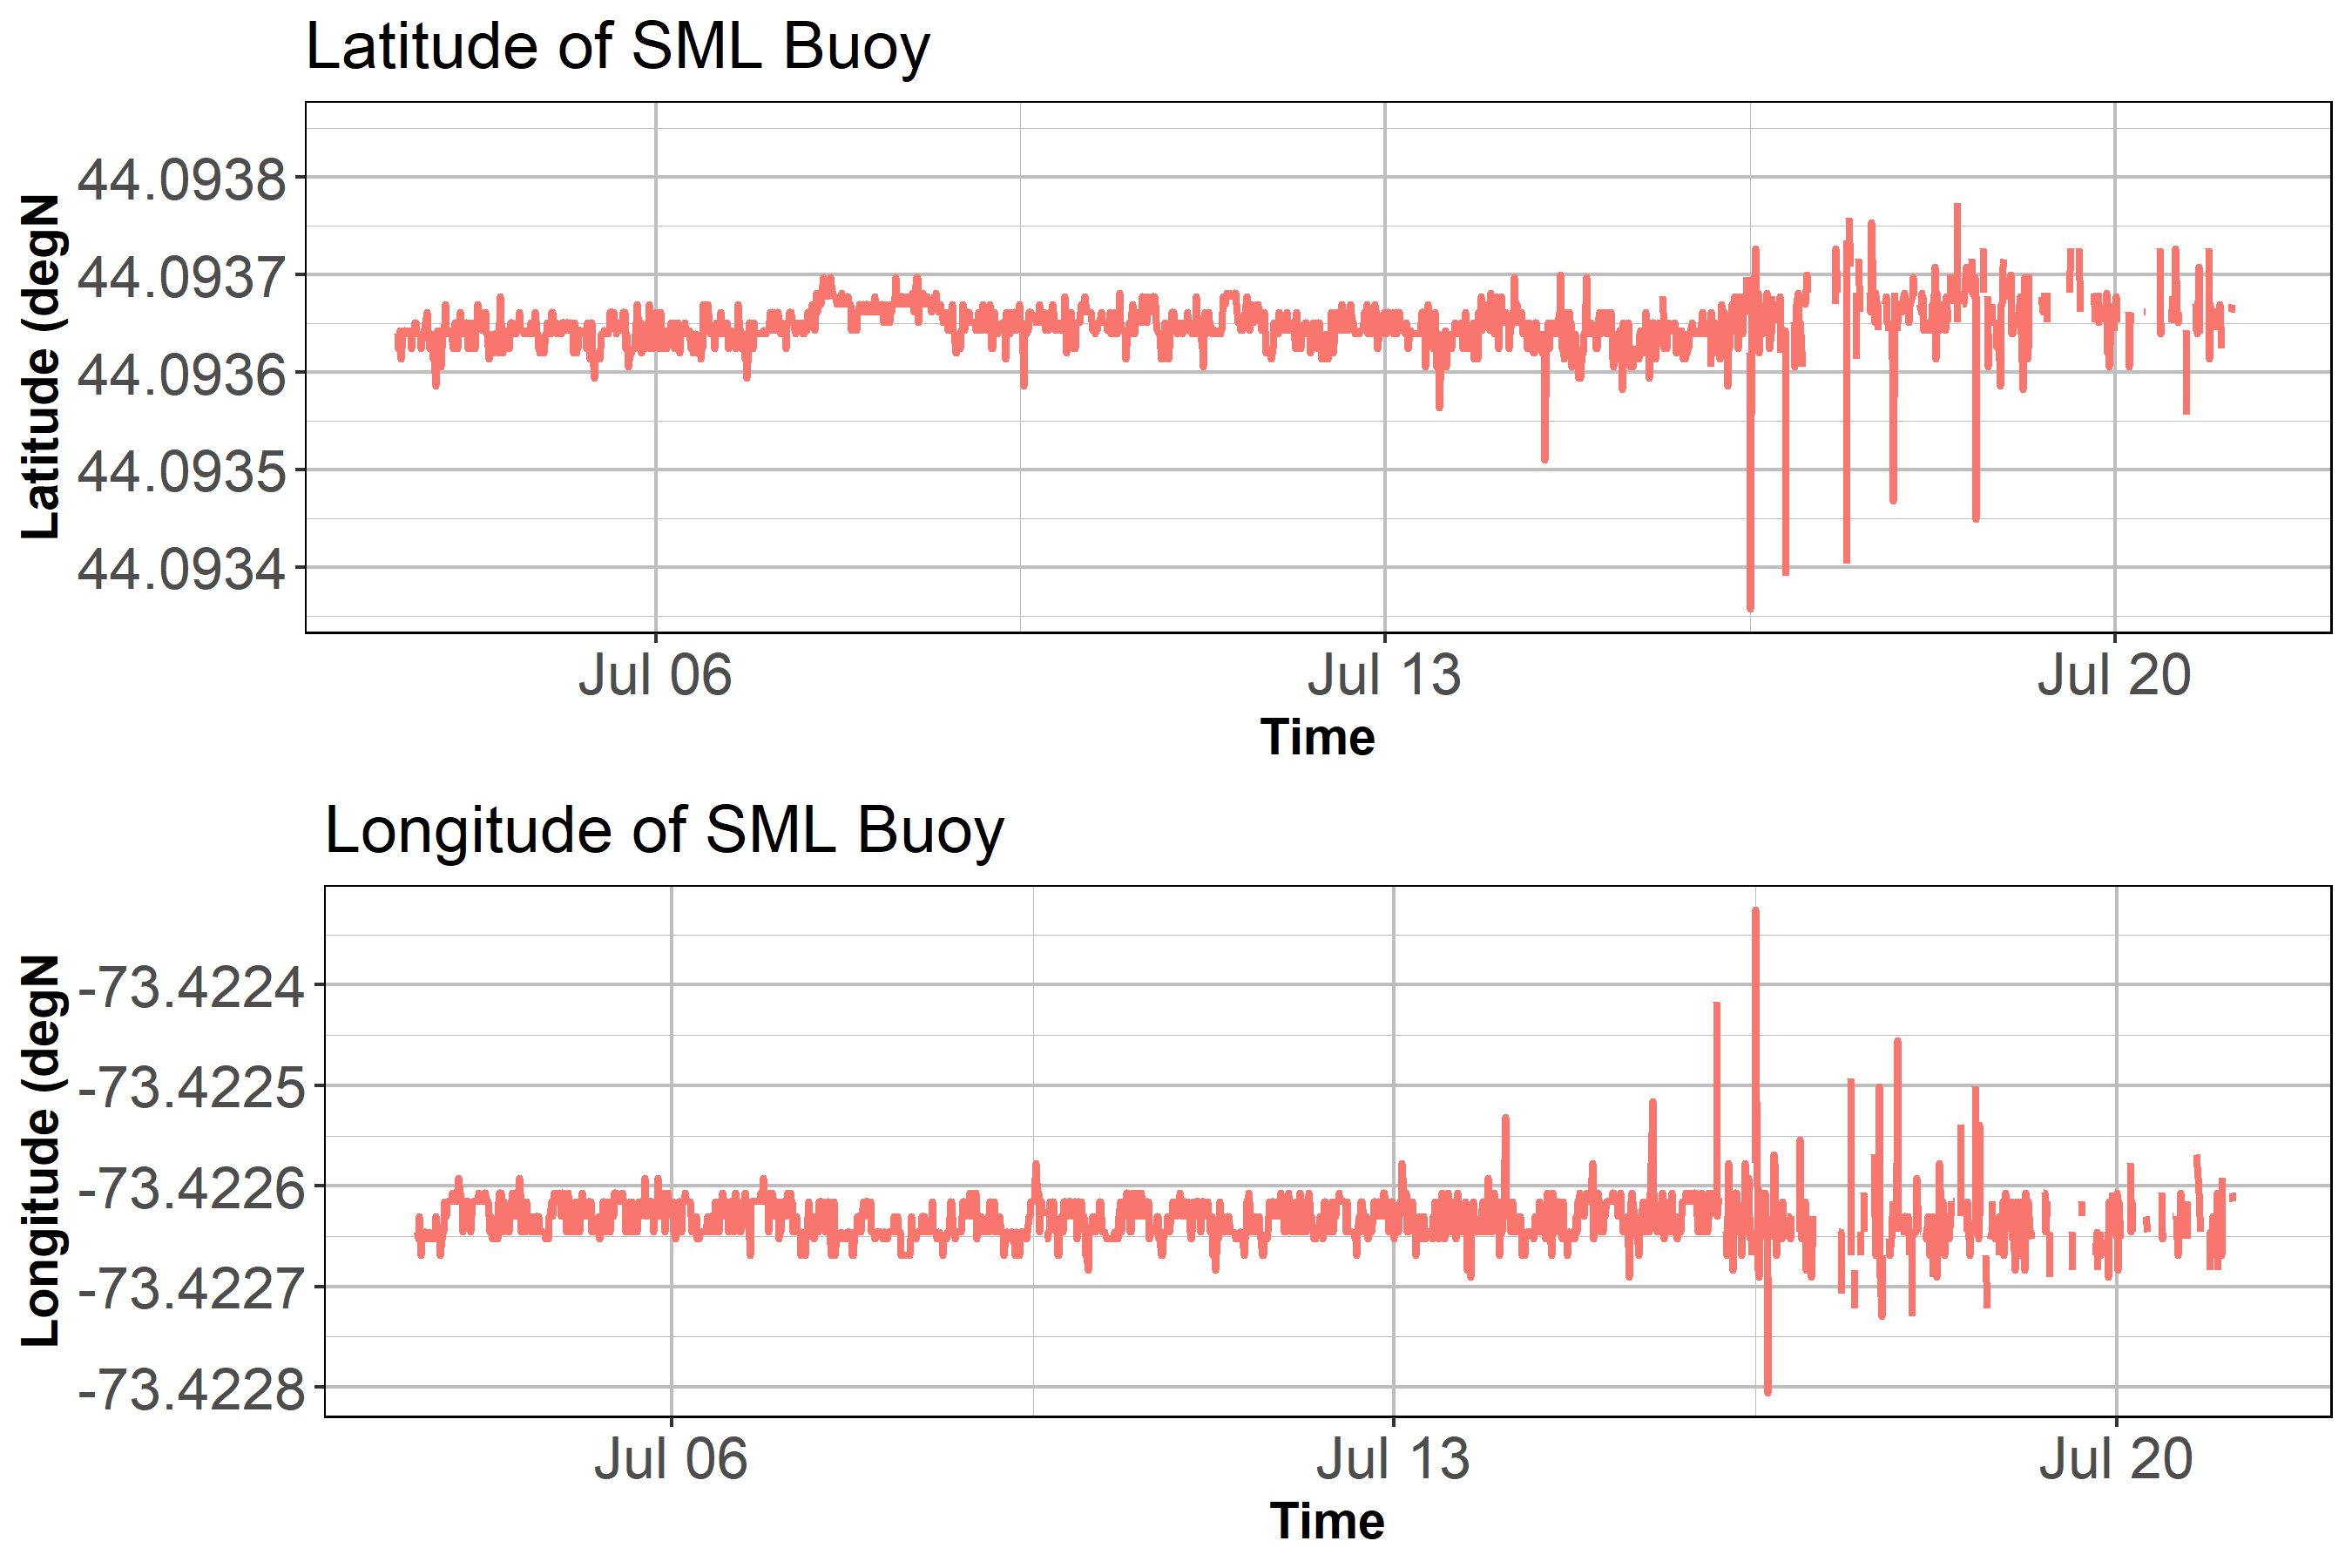 Latitude of SML Buoy
Latitude (degN
44.0938
44.0937
44.0936
44.0935
44.0934
Jul 06
Jul 13
Jul 20
Time
Longitude of SML Buoy
Longitude (degN
-73.4224
-73.4225
-73.4226
-73.4227
-73.4228
Jul 06
Jul 13
Jul 20
Time